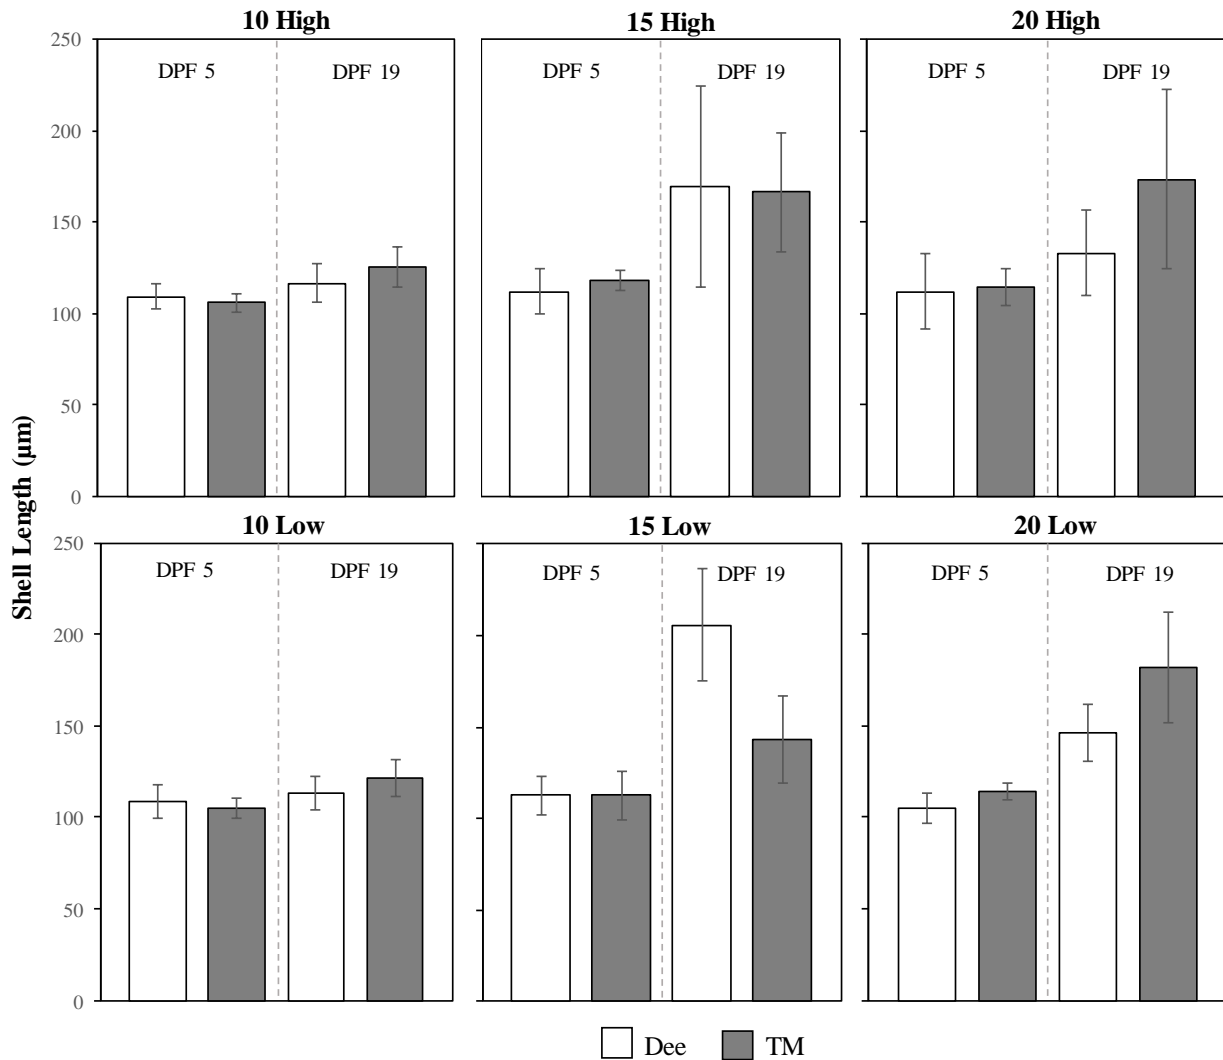 10 High
15 High
20 High
250
200
150
100
50
0
DPF 5
DPF 19
DPF 5
DPF 19
DPF 5
DPF 19
Shell Length (µm)
10 Low
15 Low
20 Low
250
200
150
100
50
0
DPF 5
DPF 19
DPF 5
DPF 19
DPF 5
DPF 19
Dee
TM